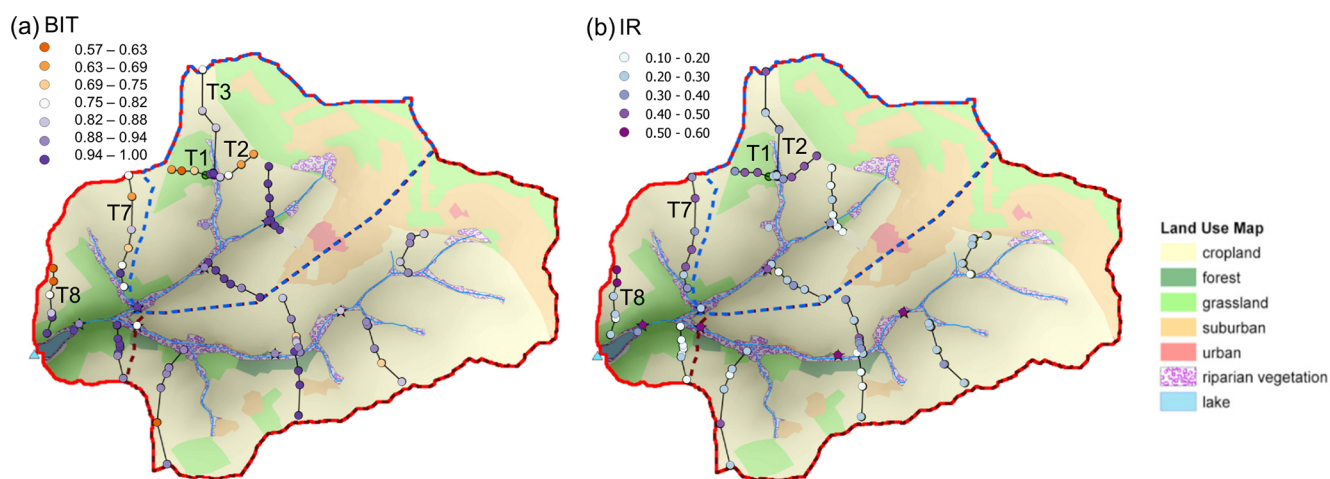 (a) BIT
0.57 – 0.63
0.63 – 0.69
0.69 – 0.75
0.75 – 0.82
0.82 – 0.88
0.88 – 0.94
0.94 – 1.00
T3
T1
T2
T7
T8
(b) IR
0.10 - 0.20
0.20 - 0.30
0.30 - 0.40
0.40 - 0.50
0.50 - 0.60
T1
T2
T7
T8
Land Use Map
cropland
forest
grassland
suburban
urban
riparian vegetation
lake